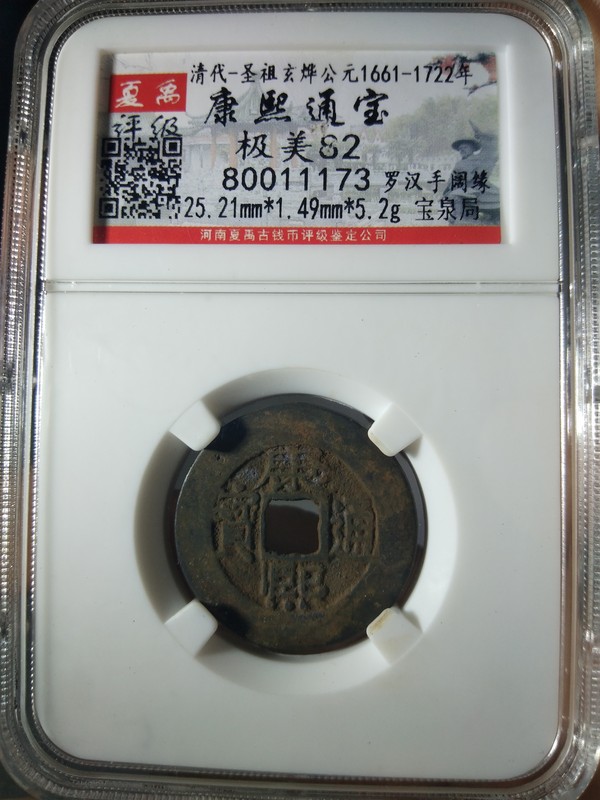 清代-圣祖玄烨公元1661-1722年
夏禹
评级
康熙通宝
极美82
80011173 罗汉手阔缘
25.21mm*1.49mm*5.2g 宝泉局
河南夏禹古钱币评级鉴定公司
康熙通寳